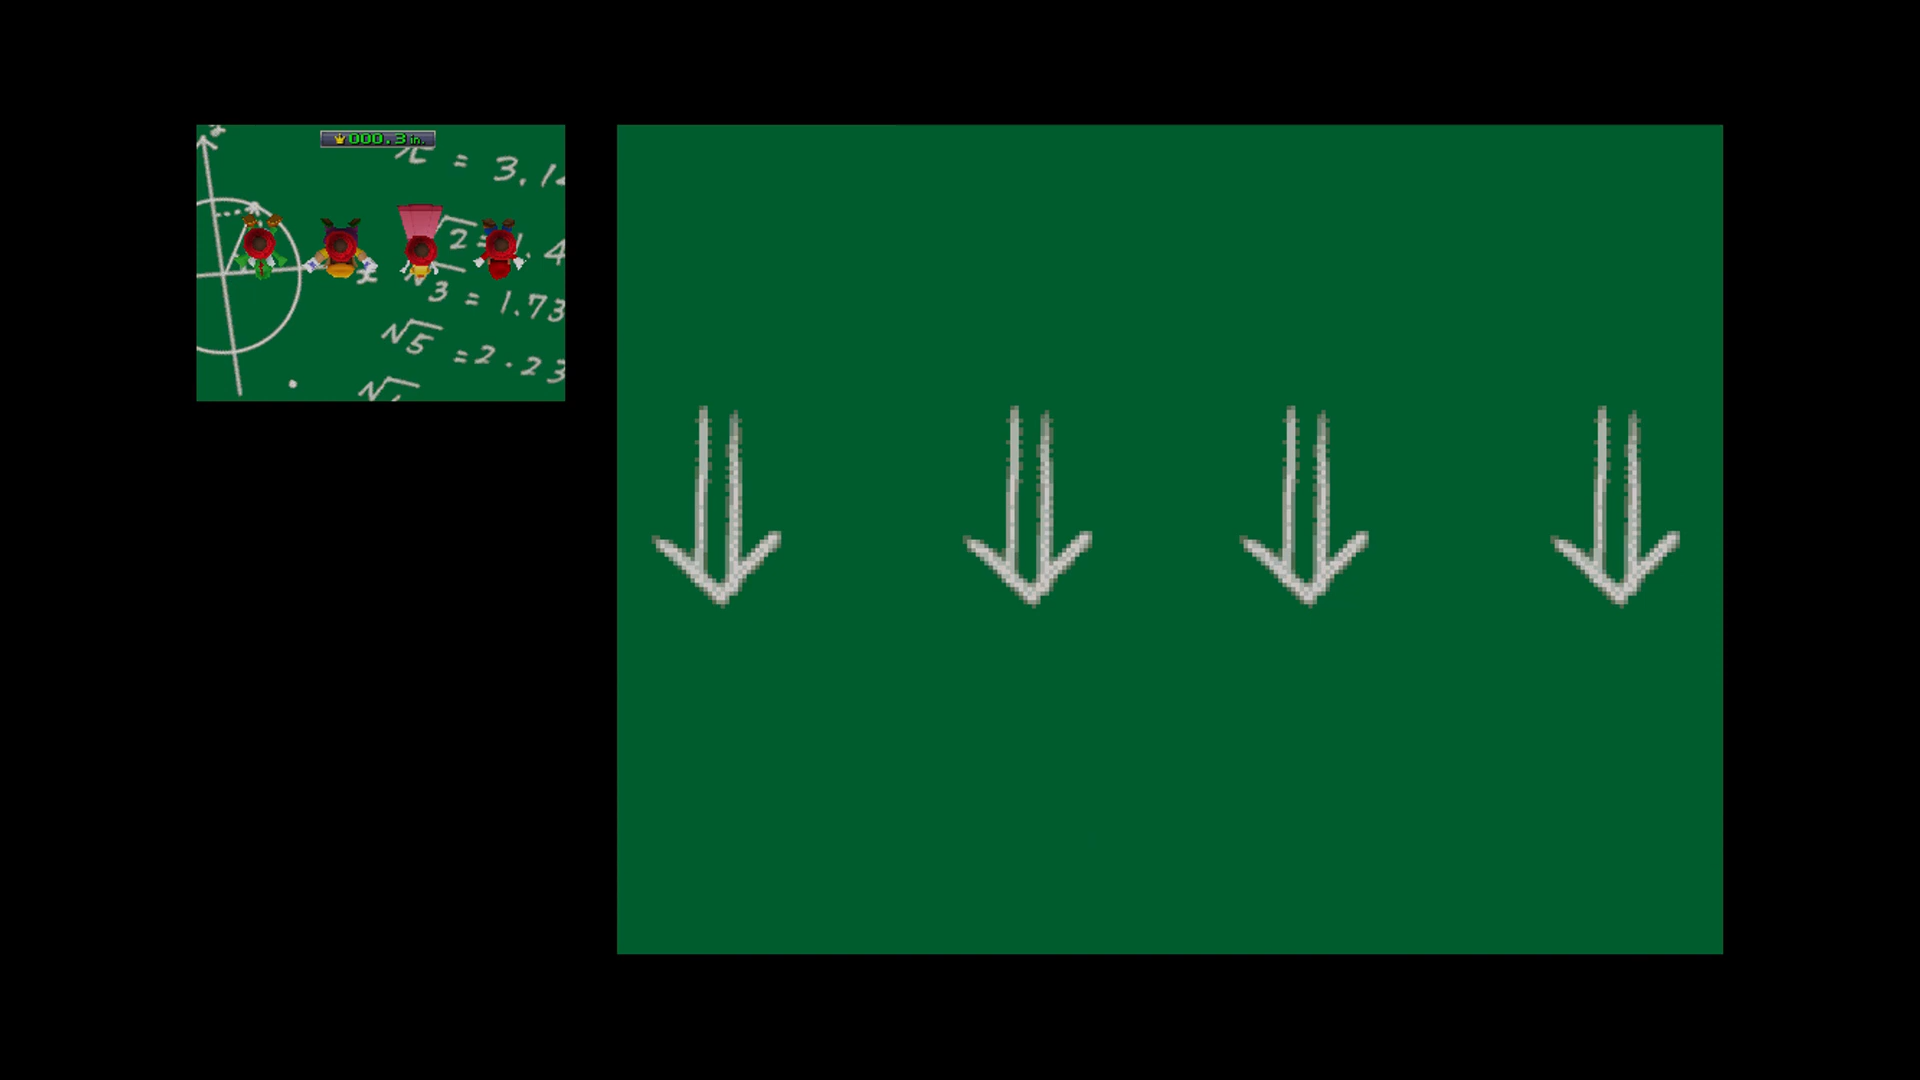 000.3in.
π = 3.14
√2 = 1.4
√3 = 1.73
√5 = 2.23
x